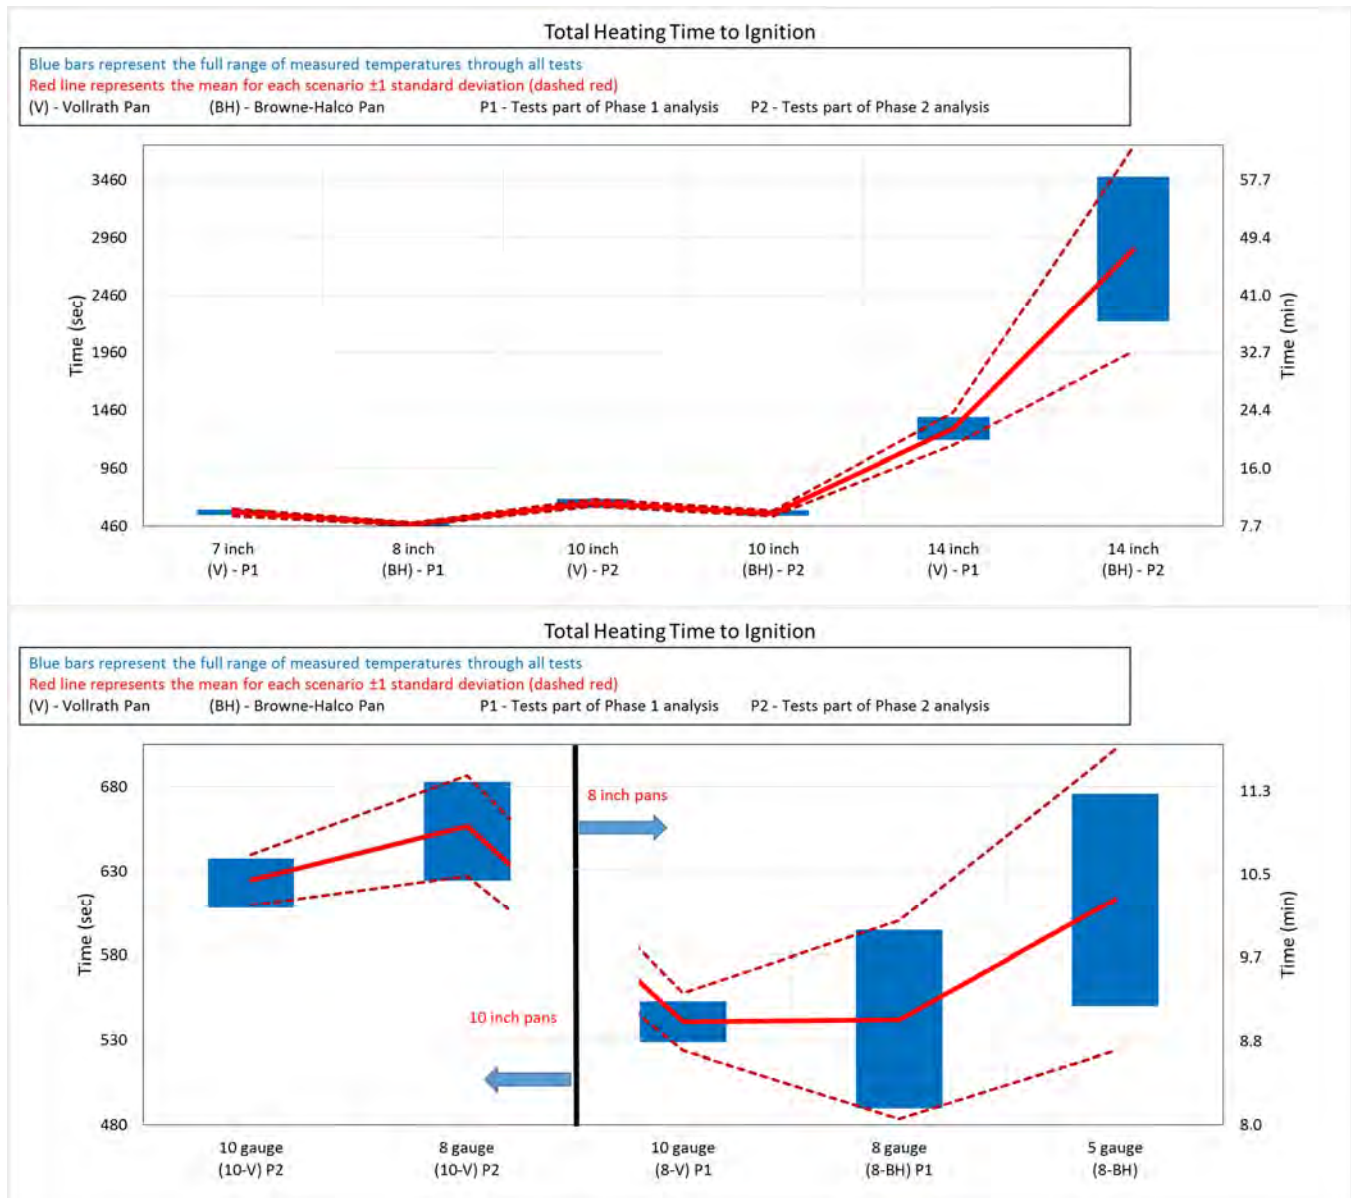 Total Heating Time to Ignition
Blue bars represent the full range of measured temperatures through all tests
Red line represents the mean for each scenario ±1 standard deviation (dashed red)
(V) - Vollrath Pan (BH) - Browne-Halco Pan P1 - Tests part of Phase 1 analysis P2 - Tests part of Phase 2 analysis
3460 57.7
2960 49.4
2460 41.0
Time (sec) Time (min)
1960 32.7
1460 24.4
960 16.0
460 7.7
7 inch 8 inch 10 inch 10 inch 14 inch 14 inch
(V) - P1 (BH) - P1 (V) - P2 (BH) - P2 (V) - P1 (BH) - P2
Total Heating Time to Ignition
Blue bars represent the full range of measured temperatures through all tests
Red line represents the mean for each scenario ±1 standard deviation (dashed red)
(V) - Vollrath Pan (BH) - Browne-Halco Pan P1 - Tests part of Phase 1 analysis P2 - Tests part of Phase 2 analysis
680 11.3
8 inch pans
630 10.5
Time (sec) Time (min)
580 9.7
10 inch pans
530 8.8
480 8.0
10 gauge 8 gauge 10 gauge 8 gauge 5 gauge
(10-V) P2 (10-V) P2 (8-V) P1 (8-BH) P1 (8-BH)